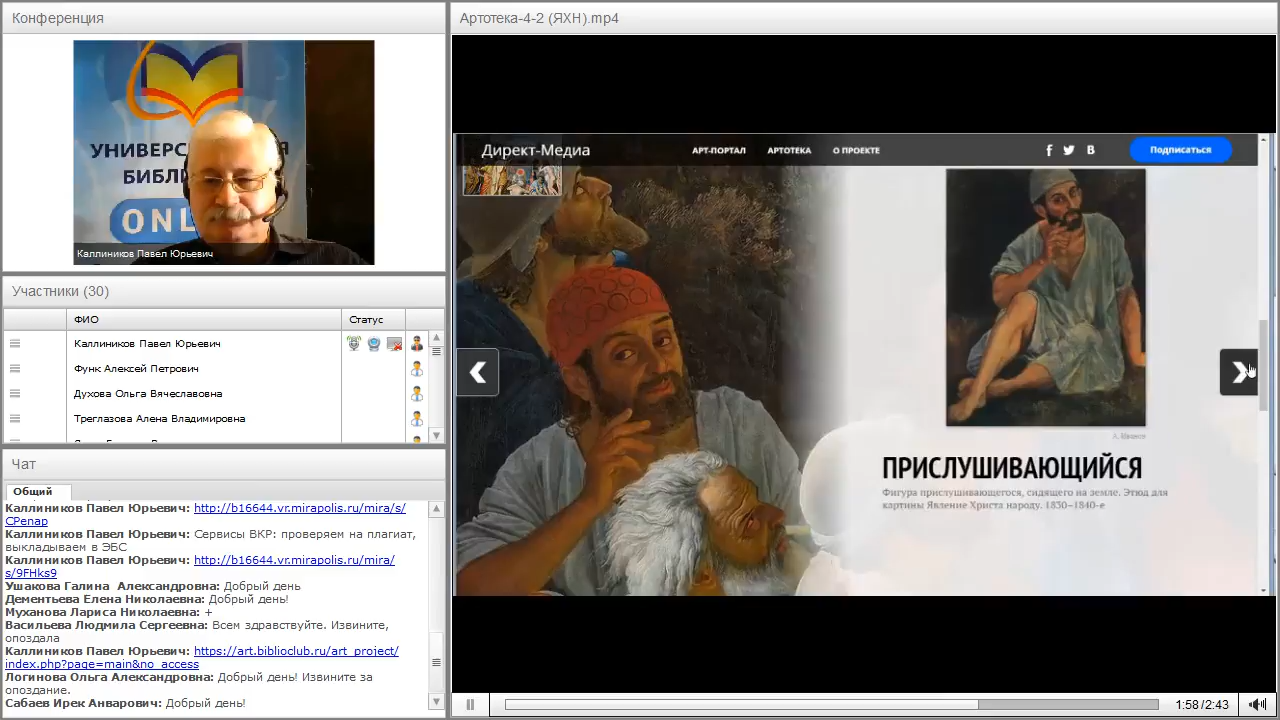 Конференция
УНИВЕРС
БИБЛИ
ONL
Каллиников Павел Юрьевич
Участники (30)
ФИО Статус
Каллиников Павел Юрьевич
Функ Алексей Петрович
Духова Ольга Вячеславовна
Треглазова Алена Владимировна
Чат
Общий
Каллиников Павел Юрьевич: http://b16644.vr.mirapolis.ru/mira/s/
CPenap
Каллиников Павел Юрьевич: Сервисы ВКР: проверяем на плагиат,
выкладываем в ЭБС
Каллиников Павел Юрьевич: http://b16644.vr.mirapolis.ru/mira/
s/9FHks9
Ушакова Галина Александровна: Добрый день
Дементьева Елена Николаевна: Добрый день!
Муханова Лариса Николаевна: +
Васильева Людмила Сергеевна: Всем здравствуйте. Извините,
опоздала
Каллиников Павел Юрьевич: https://art.biblioclub.ru/art_project/
index.php?page=main&no_access
Логинова Ольга Александровна: Добрый день! Извините за
опоздание.
Сабаев Ирек Анварович: Добрый день!
Артотека-4-2 (ЯХН).mp4
Директ-Медиа АРТ-ПОРТАЛ АРТОТЕКА О ПРОЕКТЕ Подписаться
А. Иванов
ПРИСЛУШИВАЮЩИЙСЯ
Фигура прислушивающегося, сидящего на земле. Этюд для
картины Явление Христа народу. 1830–1840-е
1:58 /2:43